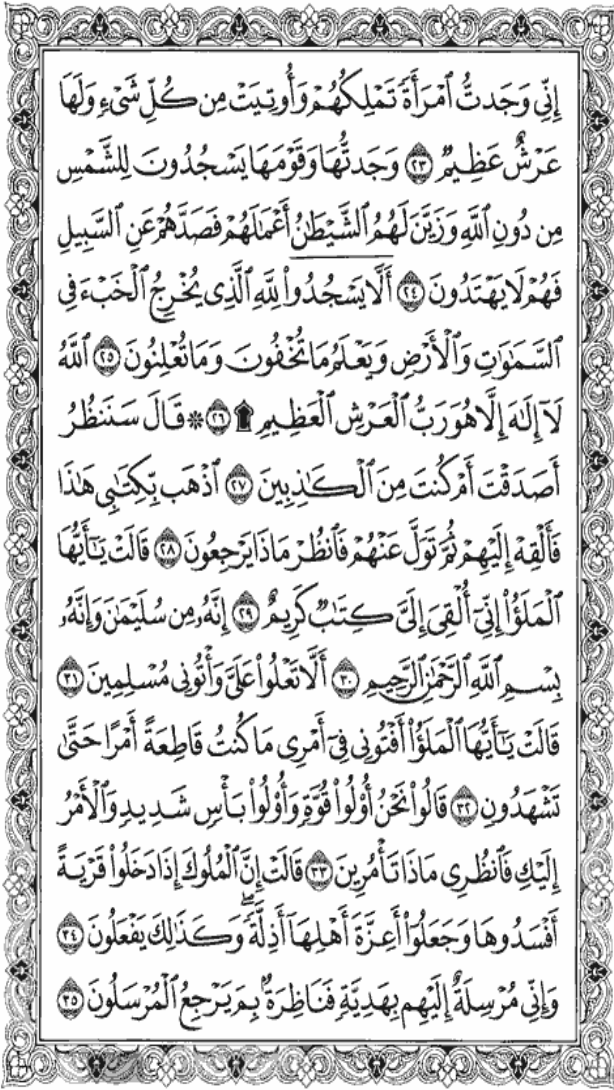 إِنِّي وَجَدتُّ ٱمْرَأَةً تَمْلِكُهُمْ وَأُوتِيَتْ مِن كُلِّ شَىْءٍ وَلَهَا
عَرْشٌ عَظِيمٌ ٢٣ وَجَدتُّهَا وَقَوْمَهَا يَسْجُدُونَ لِلشَّمْسِ
مِن دُونِ ٱللَّهِ وَزَيَّنَ لَهُمُ ٱلشَّيْطَٰنُ أَعْمَٰلَهُمْ فَصَدَّهُمْ عَنِ ٱلسَّبِيلِ
فَهُمْ لَا يَهْتَدُونَ ٢٤ أَلَّا يَسْجُدُوا۟ لِلَّهِ ٱلَّذِى يُخْرِجُ ٱلْخَبْءَ فِى
ٱلسَّمَٰوَٰتِ وَٱلْأَرْضِ وَيَعْلَمُ مَا تُخْفُونَ وَمَا تُعْلِنُونَ ٢٥ ٱللَّهُ
لَآ إِلَٰهَ إِلَّا هُوَ رَبُّ ٱلْعَرْشِ ٱلْعَظِيمِ ۩ ٢٦ ۞ قَالَ سَنَنظُرُ
أَصَدَقْتَ أَمْ كُنتَ مِنَ ٱلْكَٰذِبِينَ ٢٧ ٱذْهَب بِّكِتَٰبِى هَٰذَا
فَأَلْقِهْ إِلَيْهِمْ ثُمَّ تَوَلَّ عَنْهُمْ فَٱنظُرْ مَاذَا يَرْجِعُونَ ٢٨ قَالَتْ يَٰٓأَيُّهَا
ٱلْمَلَؤُا۟ إِنِّىٓ أُلْقِىَ إِلَىَّ كِتَٰبٌ كَرِيمٌ ٢٩ إِنَّهُۥ مِن سُلَيْمَٰنَ وَإِنَّهُۥ
بِسْمِ ٱللَّهِ ٱلرَّحْمَٰنِ ٱلرَّحِيمِ ٣٠ أَلَّا تَعْلُوا۟ عَلَىَّ وَأْتُونِى مُسْلِمِينَ ٣١
قَالَتْ يَٰٓأَيُّهَا ٱلْمَلَؤُا۟ أَفْتُونِى فِىٓ أَمْرِى مَا كُنتُ قَاطِعَةً أَمْرًا حَتَّىٰ
تَشْهَدُونِ ٣٢ قَالُوا۟ نَحْنُ أُو۟لُوا۟ قُوَّةٍ وَأُو۟لُوا۟ بَأْسٍ شَدِيدٍ وَٱلْأَمْرُ
إِلَيْكِ فَٱنظُرِى مَاذَا تَأْمُرِينَ ٣٣ قَالَتْ إِنَّ ٱلْمُلُوكَ إِذَا دَخَلُوا۟ قَرْيَةً
أَفْسَدُوهَا وَجَعَلُوٓا۟ أَعِزَّةَ أَهْلِهَآ أَذِلَّةً ۖ وَكَذَٰلِكَ يَفْعَلُونَ ٣٤
وَإِنِّى مُرْسِلَةٌ إِلَيْهِم بِهَدِيَّةٍ فَنَاظِرَةٌۢ بِمَ يَرْجِعُ ٱلْمُرْسَلُونَ ٣٥